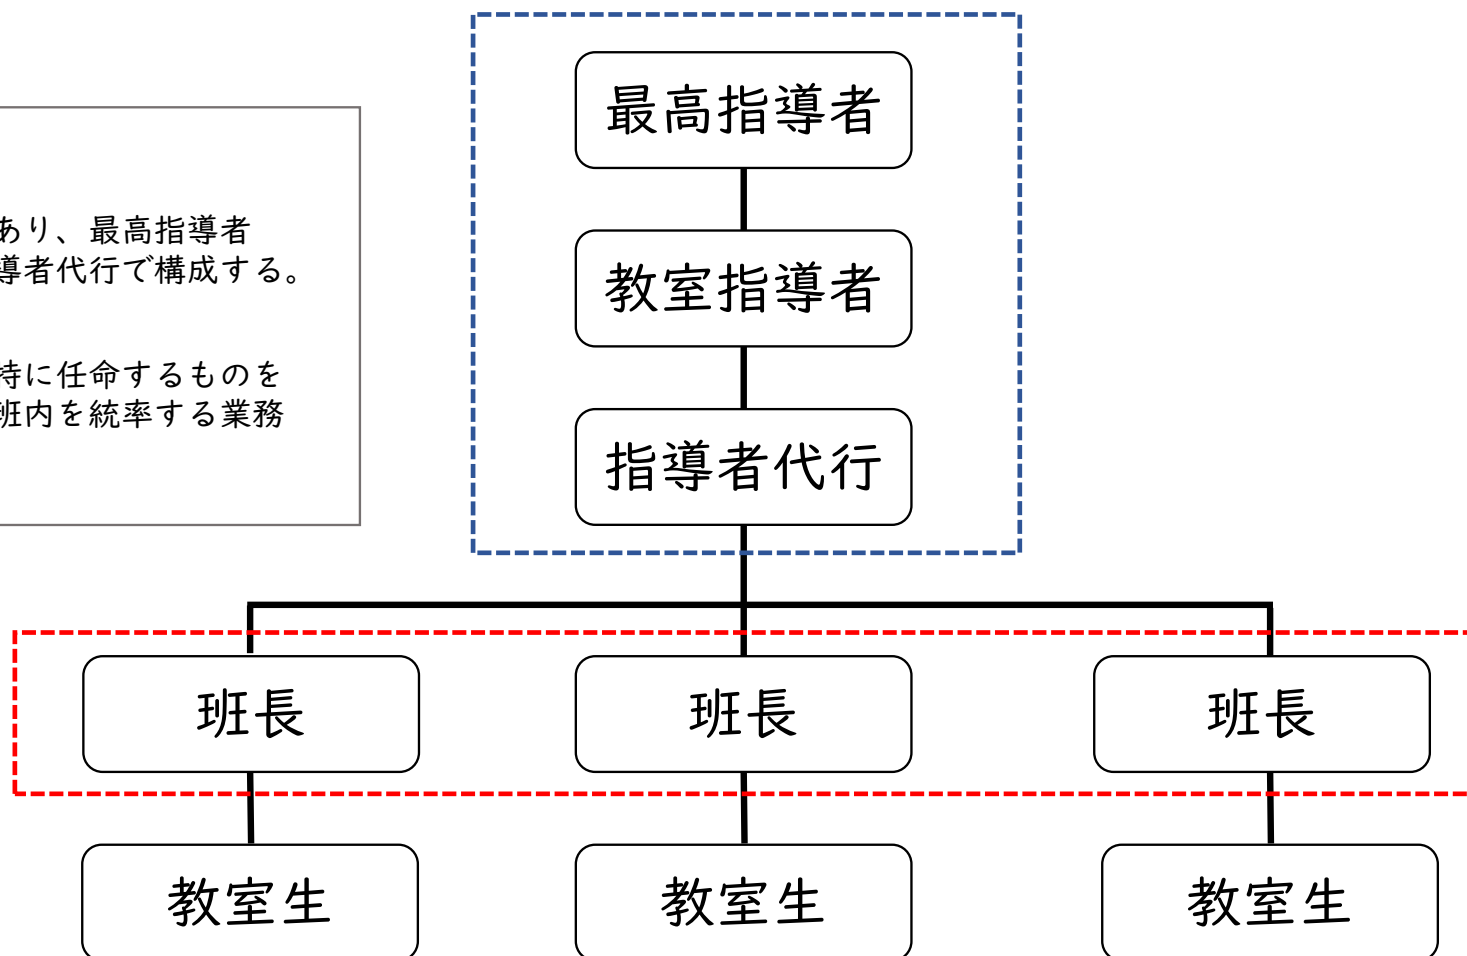 あり、最高指導者
導者代行で構成する。
特に任命するものを
班内を統率する業務
最高指導者
教室指導者
指導者代行
班長
班長
班長
教室生
教室生
教室生